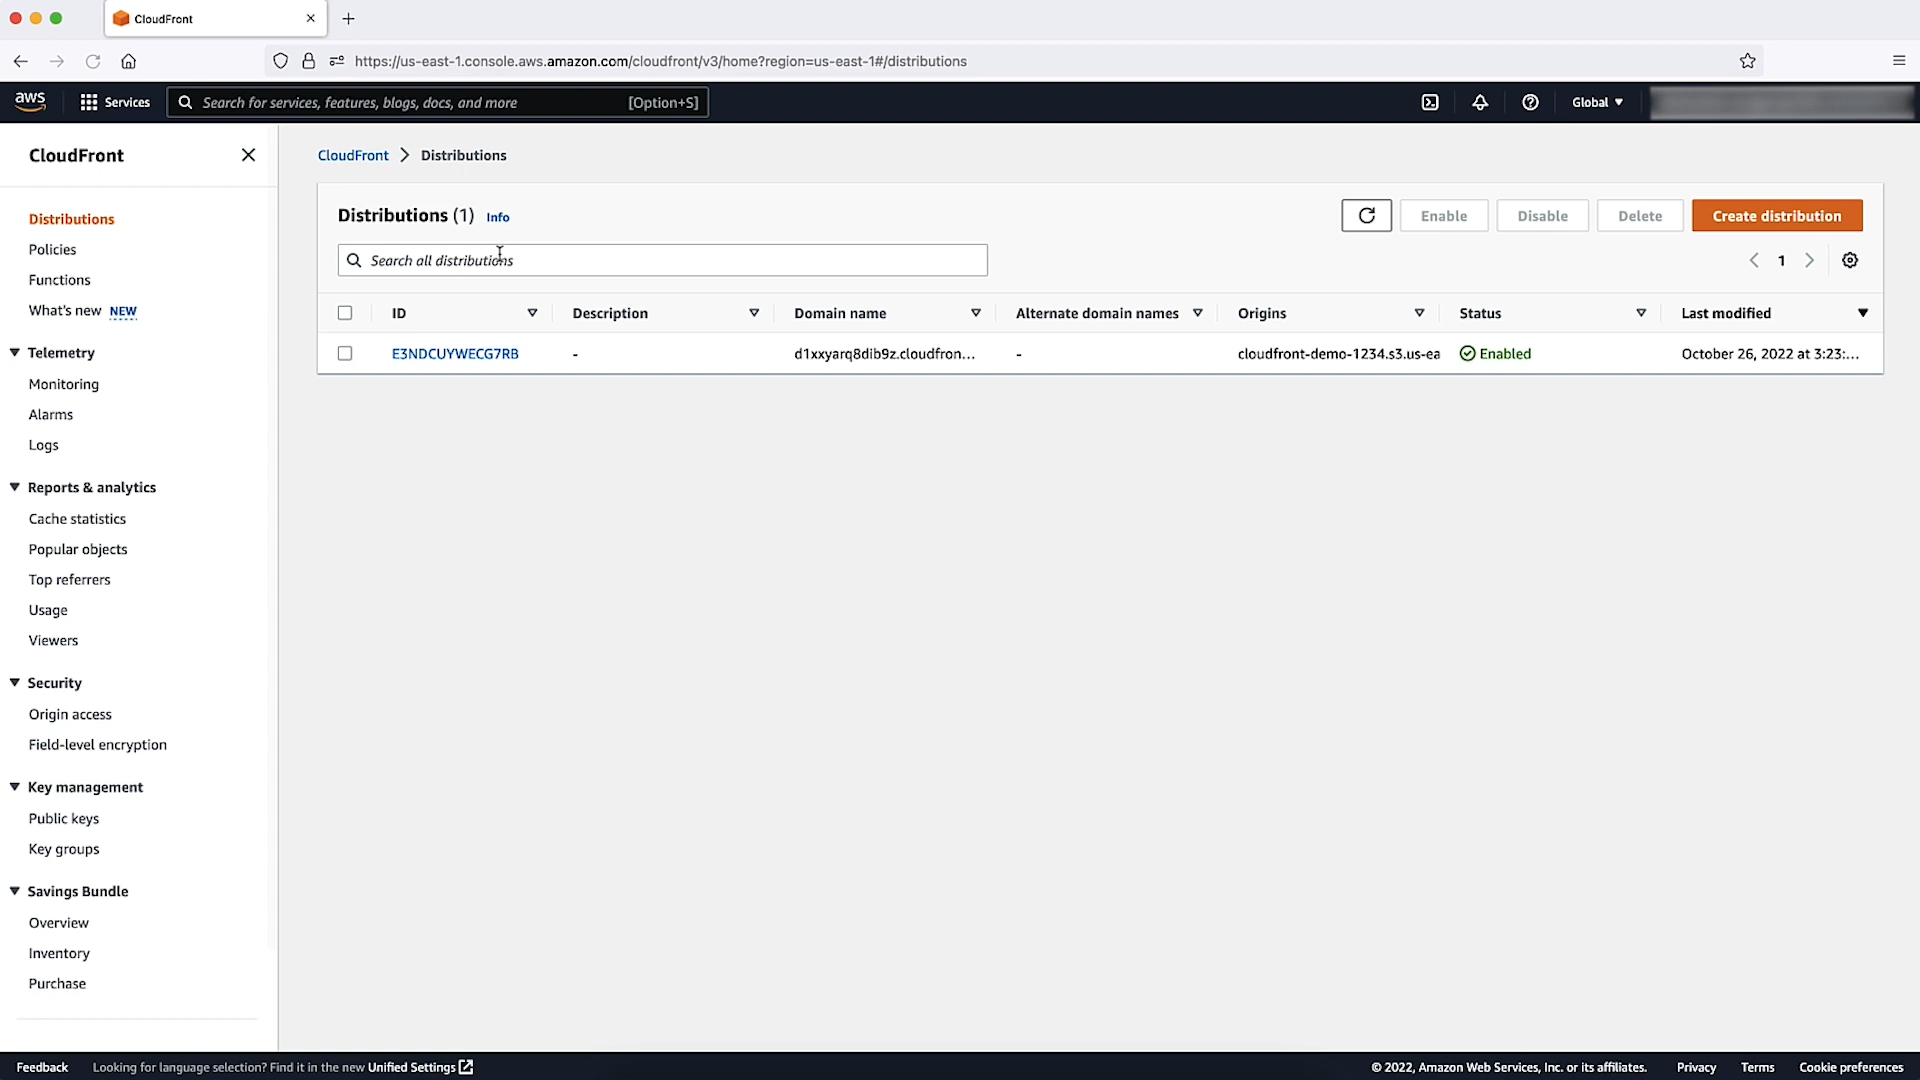 CloudFront
https://us-east-1.console.aws.amazon.com/cloudfront/v3/home?region=us-east-1#/distributions
aws
Services
Search for services, features, blogs, docs, and more
[Option+S]
Global
CloudFront
Distributions
Policies
Functions
What's new NEW
Telemetry
Monitoring
Alarms
Logs
Reports & analytics
Cache statistics
Popular objects
Top referrers
Usage
Viewers
Security
Origin access
Field-level encryption
Key management
Public keys
Key groups
Savings Bundle
Overview
Inventory
Purchase
CloudFront > Distributions
Distributions (1) Info
Enable
Disable
Delete
Create distribution
Search all distributions
1
ID Description Domain name Alternate domain names Origins Status Last modified
E3NDCUYWECG7RB - d1xxyarq8dib9z.cloudfron... - cloudfront-demo-1234.s3.us-ea Enabled October 26, 2022 at 3:23:...
Feedback Looking for language selection? Find it in the new Unified Settings
© 2022, Amazon Web Services, Inc. or its affiliates. Privacy Terms Cookie preferences